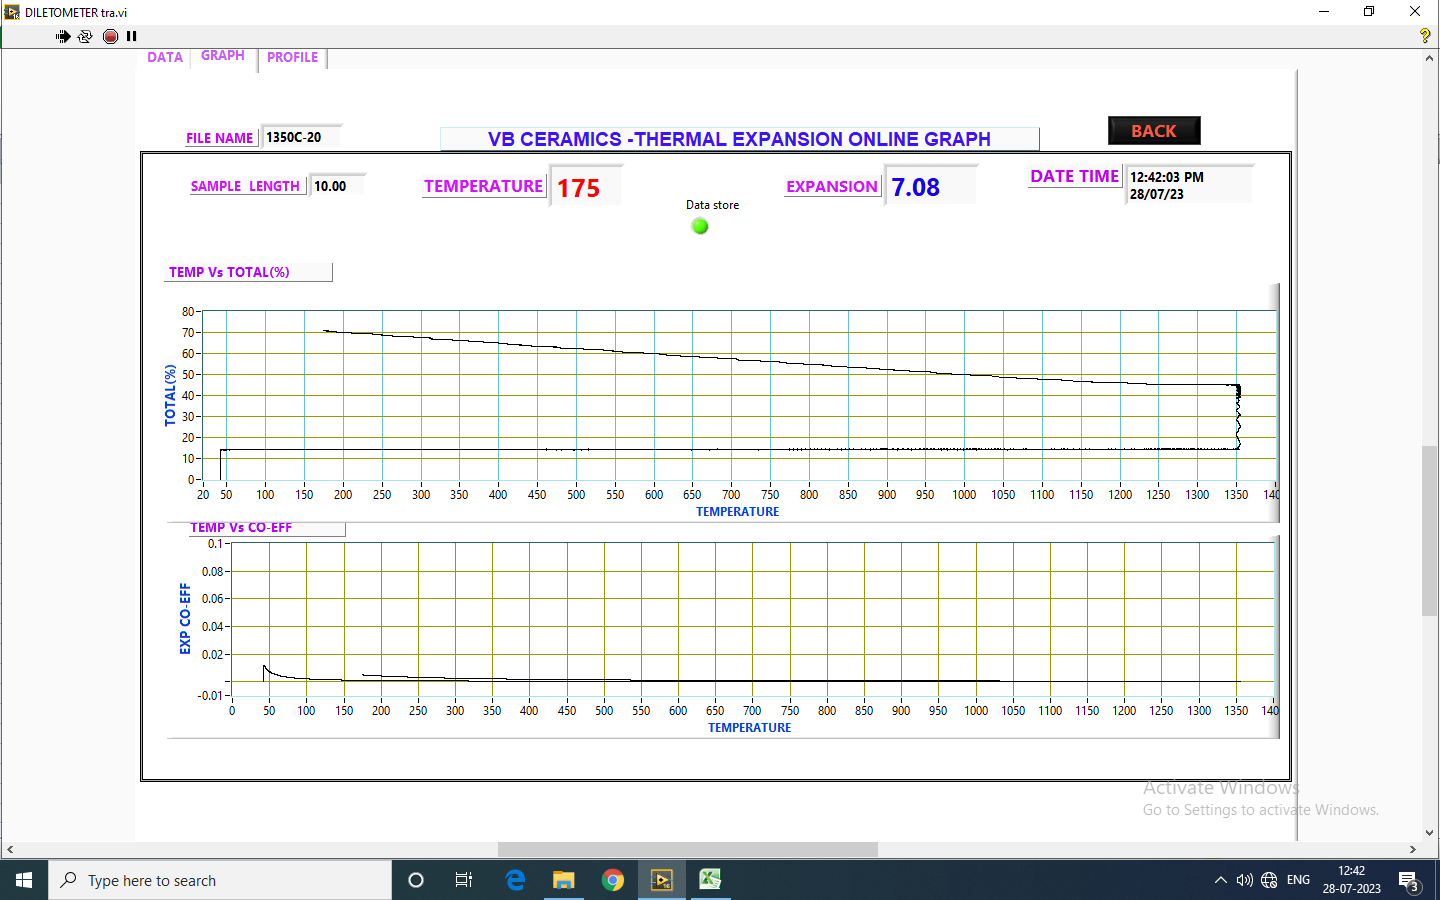 DILETOMETER tra.vi
DATA GRAPH PROFILE
FILE NAME 1350C-20 VB CERAMICS -THERMAL EXPANSION ONLINE GRAPH BACK
SAMPLE LENGTH 10.00 TEMPERATURE 175 EXPANSION 7.08 DATE TIME 12:42:03 PM
28/07/23
Data store
TEMP Vs TOTAL(%)
80
70
60
50
40
30
20
10
0
TOTAL(%)
20 50 100 150 200 250 300 350 400 450 500 550 600 650 700 750 800 850 900 950 1000 1050 1100 1150 1200 1250 1300 1350 140
TEMPERATURE
TEMP Vs CO-EFF
0.1
0.08
0.06
0.04
0.02
-0.01
EXP CO-EFF
0 50 100 150 200 250 300 350 400 450 500 550 600 650 700 750 800 850 900 950 1000 1050 1100 1150 1200 1250 1300 1350 140
TEMPERATURE
Activate Windows
Go to Settings to activate Windows.
Type here to search
16
ENG
12:42
28-07-2023
3